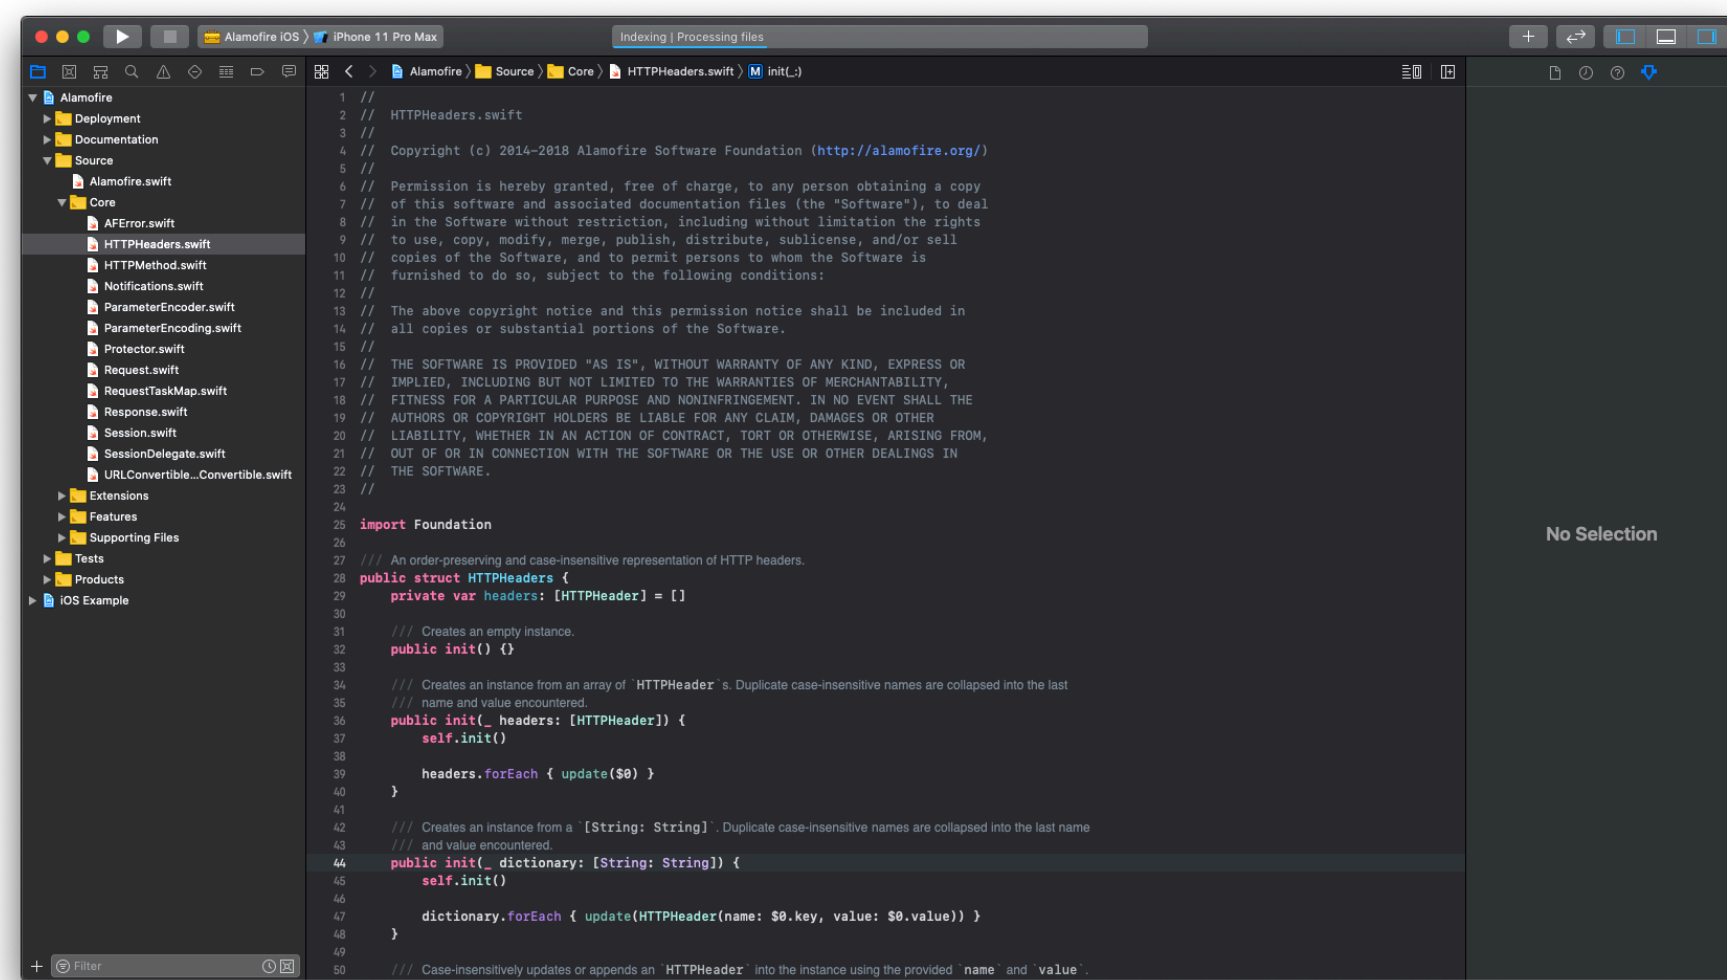 Alamofire iOS
iPhone 11 Pro Max
Indexing | Processing files
Alamofire
Source
Core
HTTPHeaders.swift
M init(_:)
Alamofire
Deployment
Documentation
Source
Alamofire.swift
Core
AFError.swift
HTTPHeaders.swift
HTTPMethod.swift
Notifications.swift
ParameterEncoder.swift
ParameterEncoding.swift
Protector.swift
Request.swift
RequestTaskMap.swift
Response.swift
Session.swift
SessionDelegate.swift
URLConvertible...Convertible.swift
Extensions
Features
Supporting Files
Tests
Products
iOS Example
Filter
1 //
2 // HTTPHeaders.swift
3 //
4 // Copyright (c) 2014-2018 Alamofire Software Foundation (http://alamofire.org/)
5 //
6 // Permission is hereby granted, free of charge, to any person obtaining a copy
7 // of this software and associated documentation files (the "Software"), to deal
8 // in the Software without restriction, including without limitation the rights
9 // to use, copy, modify, merge, publish, distribute, sublicense, and/or sell
10 // copies of the Software, and to permit persons to whom the Software is
11 // furnished to do so, subject to the following conditions:
12 //
13 // The above copyright notice and this permission notice shall be included in
14 // all copies or substantial portions of the Software.
15 //
16 // THE SOFTWARE IS PROVIDED "AS IS", WITHOUT WARRANTY OF ANY KIND, EXPRESS OR
17 // IMPLIED, INCLUDING BUT NOT LIMITED TO THE WARRANTIES OF MERCHANTABILITY,
18 // FITNESS FOR A PARTICULAR PURPOSE AND NONINFRINGEMENT. IN NO EVENT SHALL THE
19 // AUTHORS OR COPYRIGHT HOLDERS BE LIABLE FOR ANY CLAIM, DAMAGES OR OTHER
20 // LIABILITY, WHETHER IN AN ACTION OF CONTRACT, TORT OR OTHERWISE, ARISING FROM,
21 // OUT OF OR IN CONNECTION WITH THE SOFTWARE OR THE USE OR OTHER DEALINGS IN
22 // THE SOFTWARE.
23 //
24
25 import Foundation
26
27 /// An order-preserving and case-insensitive representation of HTTP headers.
28 public struct HTTPHeaders {
29     private var headers: [HTTPHeader] = []
30
31     /// Creates an empty instance.
32     public init() {}
33
34     /// Creates an instance from an array of `HTTPHeader`s. Duplicate case-insensitive names are collapsed into the last
35     /// name and value encountered.
36     public init(_ headers: [HTTPHeader]) {
37         self.init()
38
39         headers.forEach { update($0) }
40     }
41
42     /// Creates an instance from a `[String: String]`. Duplicate case-insensitive names are collapsed into the last name
43     /// and value encountered.
44     public init(_ dictionary: [String: String]) {
45         self.init()
46
47         dictionary.forEach { update(HTTPHeader(name: $0.key, value: $0.value)) }
48     }
49
50     /// Case-insensitively updates or appends an `HTTPHeader` into the instance using the provided `name` and `value`.
No Selection